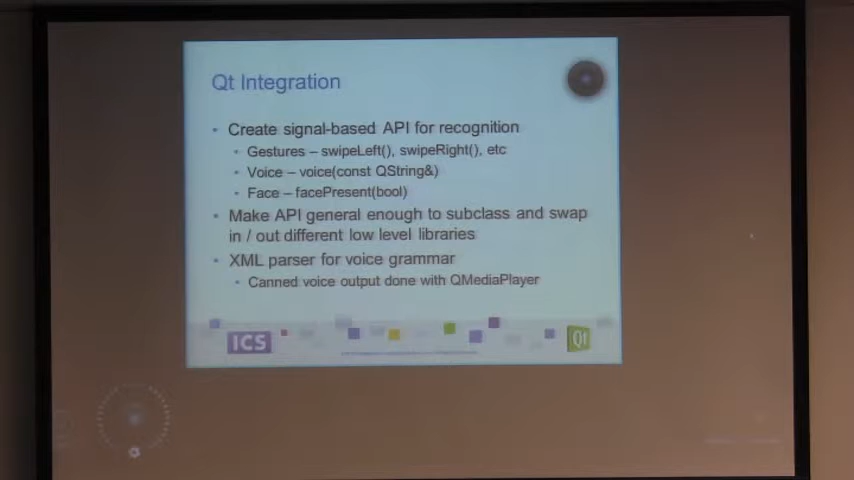 Qt Integration
• Create signal-based API for recognition
• Gestures – swipeLeft(), swipeRight(), etc
• Voice – voice(const QString&)
• Face – facePresent(bool)
• Make API general enough to subclass and swap
in / out different low level libraries
• XML parser for voice grammar
• Canned voice output done with QMediaPlayer
ICS
Qt